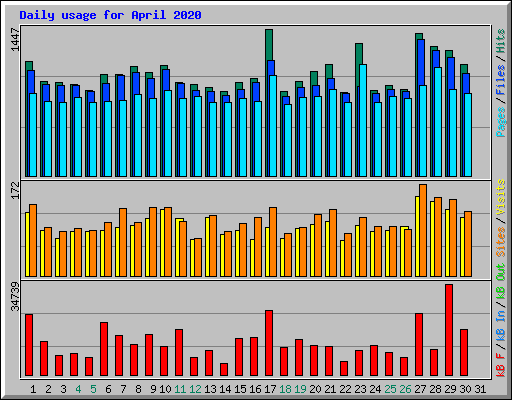 Daily usage for April 2020
1447
Pages/Files/Hits
172
Sites/Visits
34739
kB F/kB In/kB Out
1 2 3 4 5 6 7 8 9 10 11 12 13 14 15 16 17 18 19 20 21 22 23 24 25 26 27 28 29 30 31